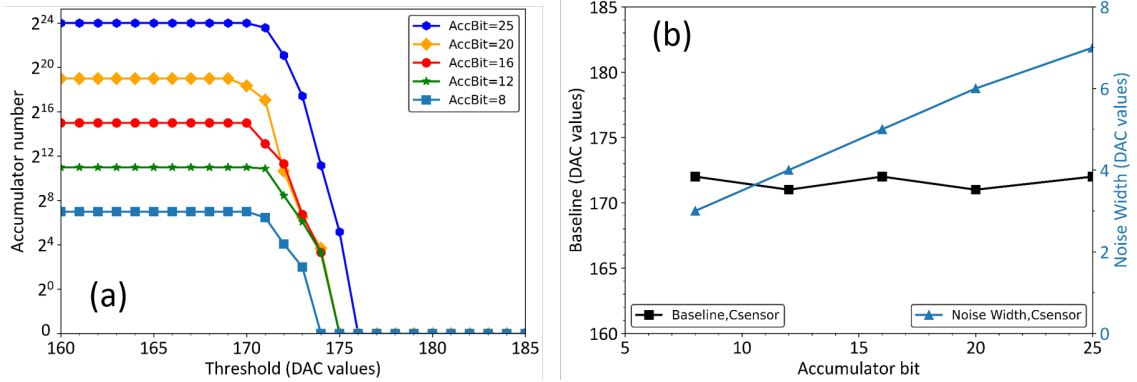 (a)
Accumulator number
2^24
2^20
2^16
2^12
2^8
2^4
2^0
0
160 165 170 175 180 185
Threshold (DAC values)
AccBit=25
AccBit=20
AccBit=16
AccBit=12
AccBit=8
(b)
Baseline (DAC values)
185
180
175
170
165
160
5 10 15 20 25
Accumulator bit
8
6
4
2
0
Noise Width (DAC values)
Baseline,Csensor
Noise Width,Csensor